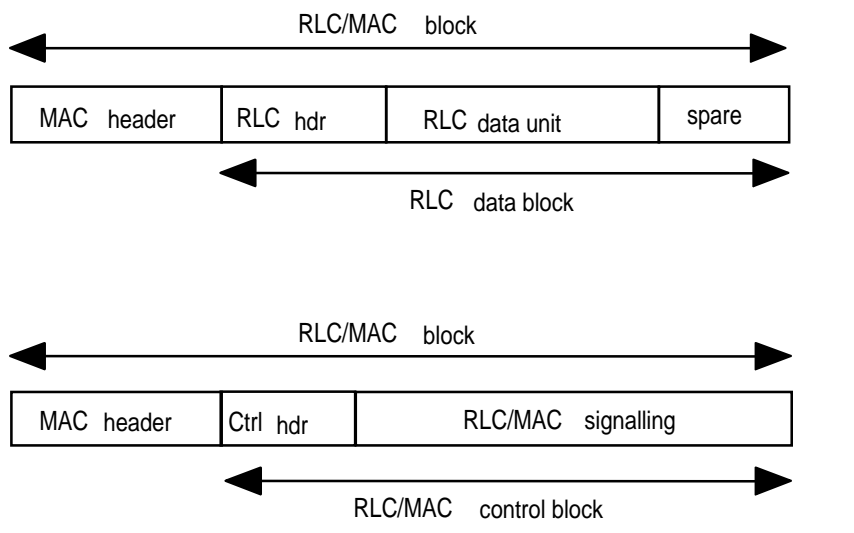 RLC/MAC block
MAC header RLC hdr RLC data unit spare
RLC data block
RLC/MAC block
MAC header Ctrl hdr RLC/MAC signalling
RLC/MAC control block